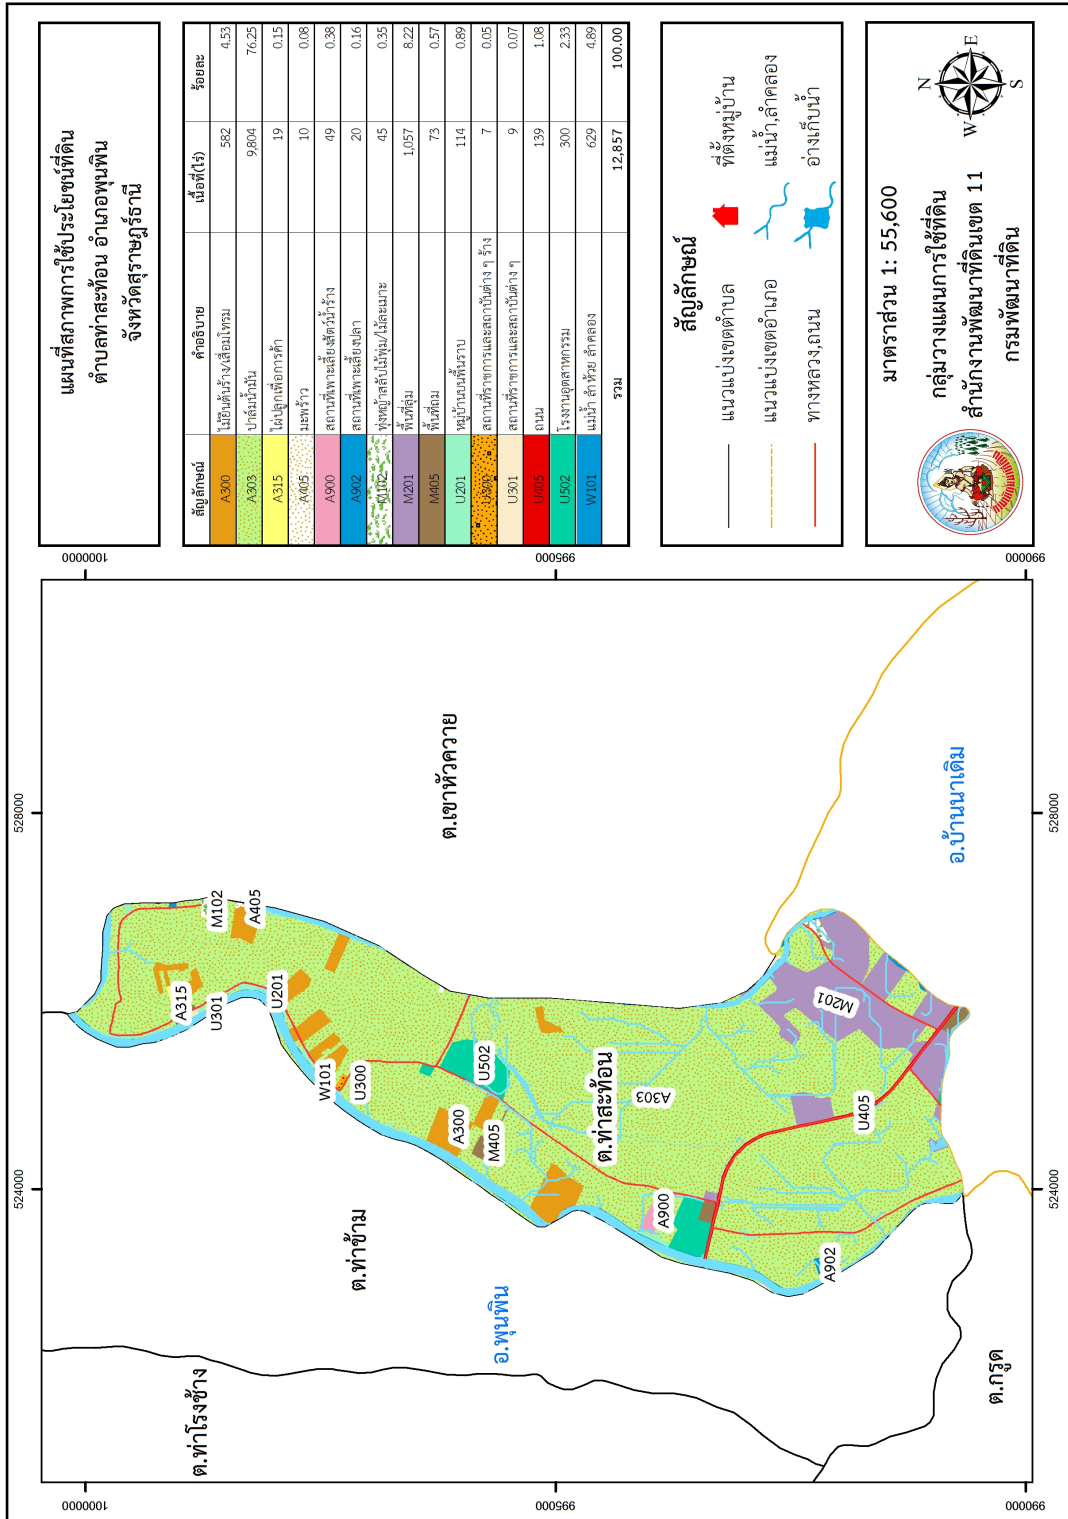 แผนที่สภาพการใช้ประโยชน์ที่ดิน
ตำบลท่าสะท้อน อำเภอพุนพิน
จังหวัดสุราษฎร์ธานี
สัญลักษณ์ คำอธิบาย เนื้อที่(ไร่) ร้อยละ
A300 ไม้ยืนต้นร้าง/เสื่อมโทรม 582 4.53
A303 ปาล์มน้ำมัน 9,804 76.25
A315 ไผ่ปลูกเพื่อการค้า 19 0.15
A405 มะพร้าว 10 0.08
A900 สถานที่เพาะเลี้ยงสัตว์น้ำร้าง 49 0.38
A902 สถานที่เพาะเลี้ยงปลา 20 0.16
M102 ทุ่งหญ้าสลับไม้พุ่ม/ไม้ละเมาะ 45 0.35
M201 พื้นที่ลุ่ม 1,057 8.22
M405 พื้นที่ถม 73 0.57
U201 หมู่บ้านบนพื้นราบ 114 0.89
U300 สถานที่ราชการและสถาบันต่าง ๆ ร้าง 7 0.05
U301 สถานที่ราชการและสถาบันต่าง ๆ 9 0.07
U405 ถนน 139 1.08
U502 โรงงานอุตสาหกรรม 300 2.33
W101 แม่น้ำ ลำห้วย ลำคลอง 629 4.89
รวม 12,857 100.00
สัญลักษณ์
แนวแบ่งเขตตำบล ที่ตั้งหมู่บ้าน
แนวแบ่งเขตอำเภอ แม่น้ำ,ลำคลอง
ทางหลวง,ถนน อ่างเก็บน้ำ
มาตราส่วน 1: 55,600
กลุ่มวางแผนการใช้ที่ดิน
สำนักงานพัฒนาที่ดินเขต 11
กรมพัฒนาที่ดิน
N
E
S
W
524000 528000
1000000 1000000
995000 995000
990000 990000
524000 528000
ต.ท่าโรงช้าง
ต.ท่าข้าม
อ.พุนพิน
ต.กรูด
ต.เขาหัวควาย
อ.บ้านนาเดิม
ต.ท่าสะท้อน
M102
A405
A315
U301
U201
W101
U300
U502
A300
M405
A303
M201
U405
A900
A902